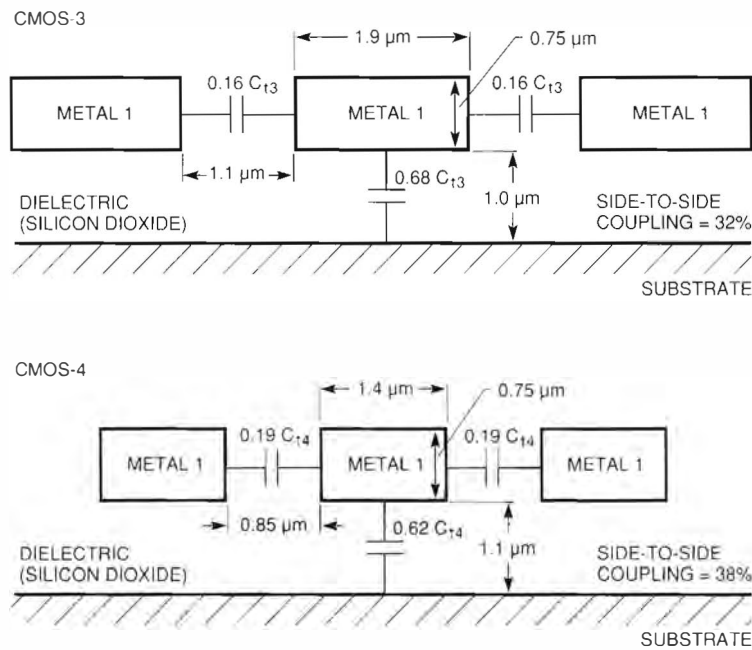 CMOS-3
1.9 µm
0.75 µm
0.16 Ct3
0.16 Ct3
METAL 1
METAL 1
METAL 1
1.1 µm
0.68 Ct3
1.0 µm
DIELECTRIC
(SILICON DIOXIDE)
SIDE-TO-SIDE
COUPLING = 32%
SUBSTRATE
CMOS-4
1.4 µm
0.75 µm
0.19 Ct4
0.19 Ct4
METAL 1
METAL 1
METAL 1
0.85 µm
0.62 Ct4
1.1 µm
DIELECTRIC
(SILICON DIOXIDE)
SIDE-TO-SIDE
COUPLING = 38%
SUBSTRATE